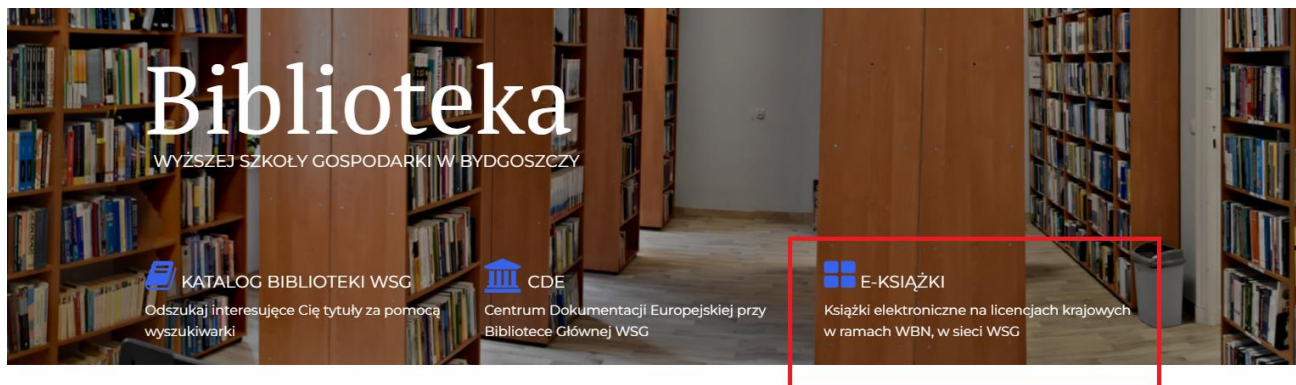 Biblioteka
WYŻSZEJ SZKOŁY GOSPODARKI W BYDGOSZCZY
KATALOG BIBLIOTEKI WSG
Odszukaj interesujęce Cię tytuły za pomocą
wyszukiwarki
CDE
Centrum Dokumentacji Europejskiej przy
Bibliotece Głównej WSG
E-KSIĄŻKI
Książki elektroniczne na licencjach krajowych
w ramach WBN, w sieci WSG